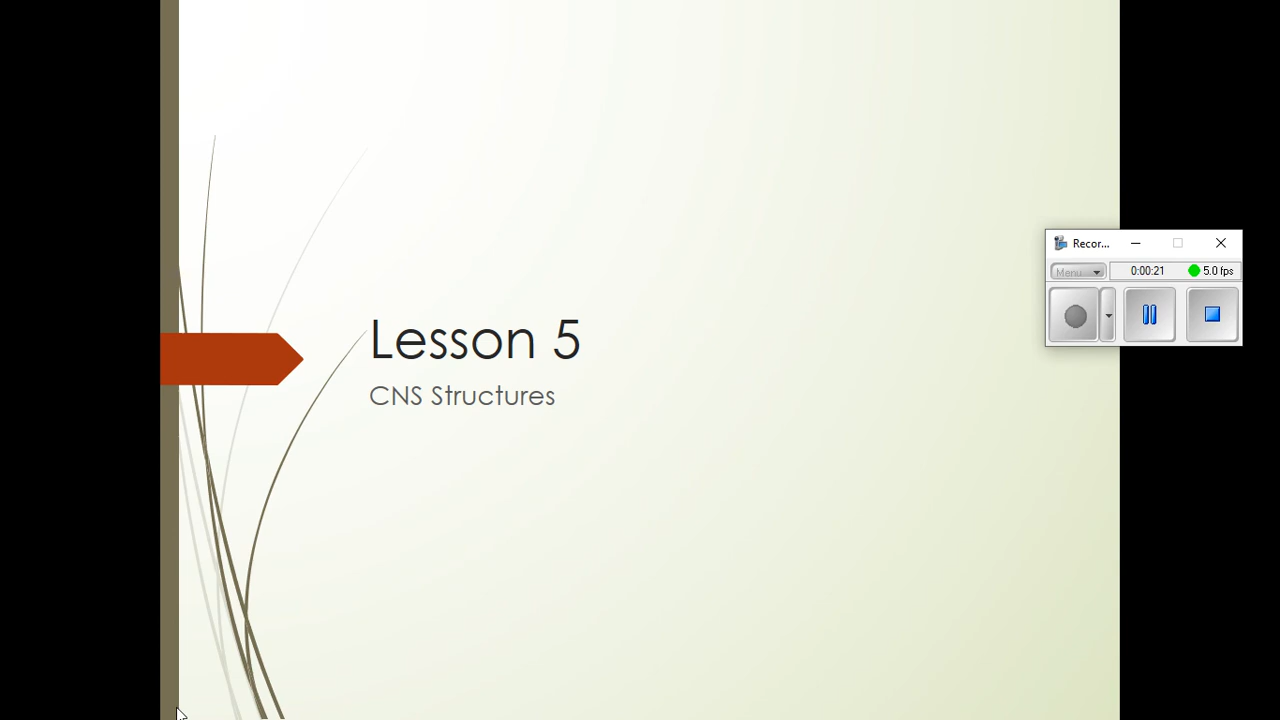 Recor...
Menu
0:00:21
5.0 fps
Lesson 5
CNS Structures